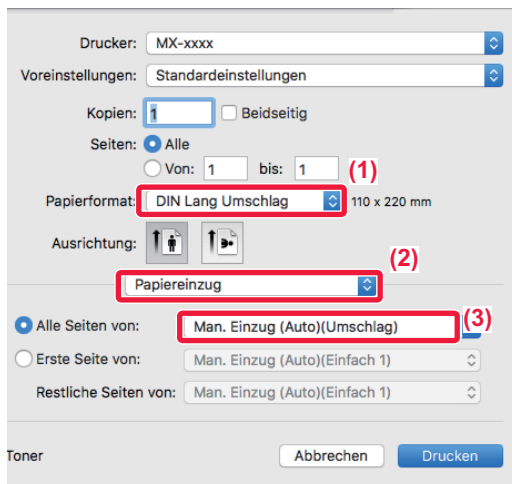 Drucker: MX-xxxx
Voreinstellungen: Standardeinstellungen
Kopien: 1 Beidseitig
Seiten: Alle
Von: 1 bis: 1 (1)
Papierformat: DIN Lang Umschlag 110 x 220 mm
Ausrichtung:
(2)
Papiereinzug
Alle Seiten von: Man. Einzug (Auto)(Umschlag) (3)
Erste Seite von: Man. Einzug (Auto)(Einfach 1)
Restliche Seiten von: Man. Einzug (Auto)(Einfach 1)
Toner Abbrechen Drucken